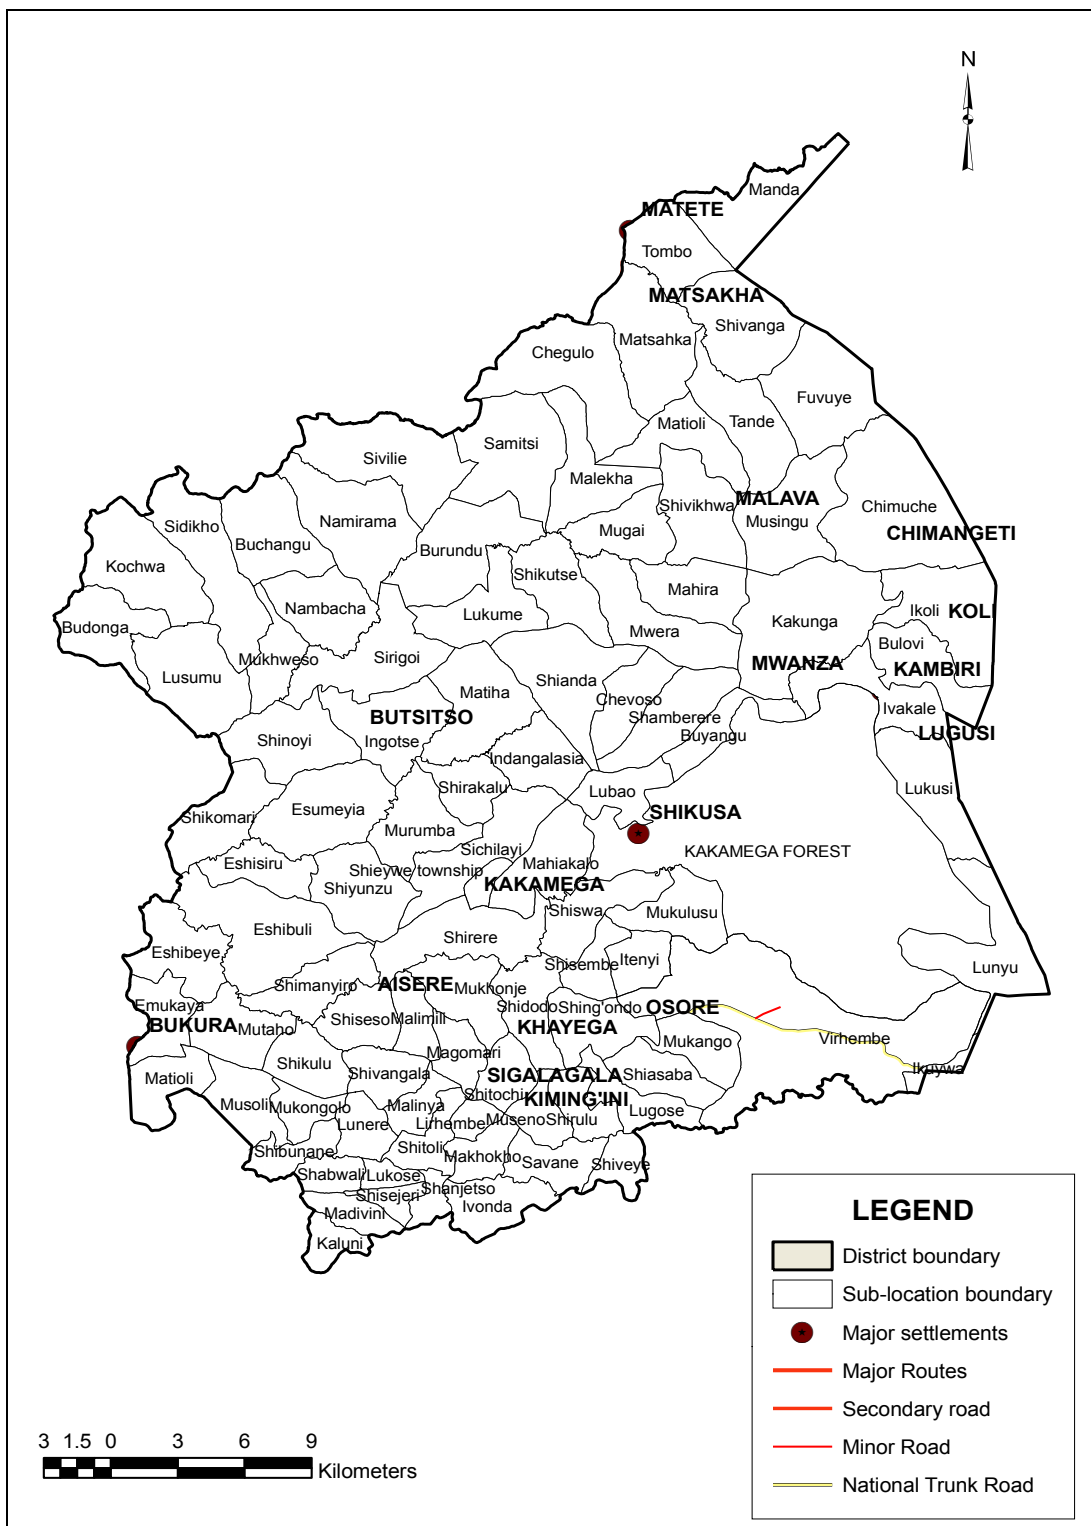 N
Manda
MATETE
Tombo
MATSAKHA
Shivanga
Matsahka
Chegulo
Fuvuye
Matioli
Tande
Samitsi
Sivilie
Malekha
MALAVA
Shivikhwa
Chimuche
Musingu
Sidikho
Namirama
Mugai
CHIMANGETI
Buchangu
Burundu
Kochwa
Shikutse
Mahira
Nambacha
Ikoli
KOLI
Lukume
Kakunga
Budonga
Mwera
Bulovi
Mukhweso
Sirigoi
MWANZA
KAMBIRI
Lusumu
Shianda
Matiha
Chevoso
Ivakale
BUTSITSO
Shamberere
LUGUSI
Shinoyi
Ingotse
Buyangu
Indangalasia
Shirakalu
Lubao
Lukusi
Esumeyia
SHIKUSA
Shikomari
Murumba
Sichilayi
KAKAMEGA FOREST
Eshisiru
Shieywe township
Mahiakalo
Shiyunzu
KAKAMEGA
Shiswa
Mukulusu
Eshibuli
Shirere
Eshibeye
Shisembe
Itenyi
Lunyu
Shimanyiro
AISERE
Mukhonje
Emukaya
Shidodo
Shing'ondo
OSORE
BUKURA
Mutaho
Shiseso
Malimili
KHAYEGA
Mukango
Virhembe
Magomari
Shikulu
Shivangala
SIGALAGALA
Shiasaba
Ikuywa
Matioli
Shitochi
KIMING'INI
Musoli
Mukongolo
Malinya
Lugose
Lunere
Lirhembe
Museno
Shirulu
Shibunane
Shitoli
Makhokho
Savane
Shiveye
Shabwali
Lukose
Shisejeri
Shanjetso
Madivini
Ivonda
Kaluni
LEGEND
District boundary
Sub-location boundary
Major settlements
Major Routes
Secondary road
Minor Road
National Trunk Road
3 1.5 0 3 6 9
Kilometers